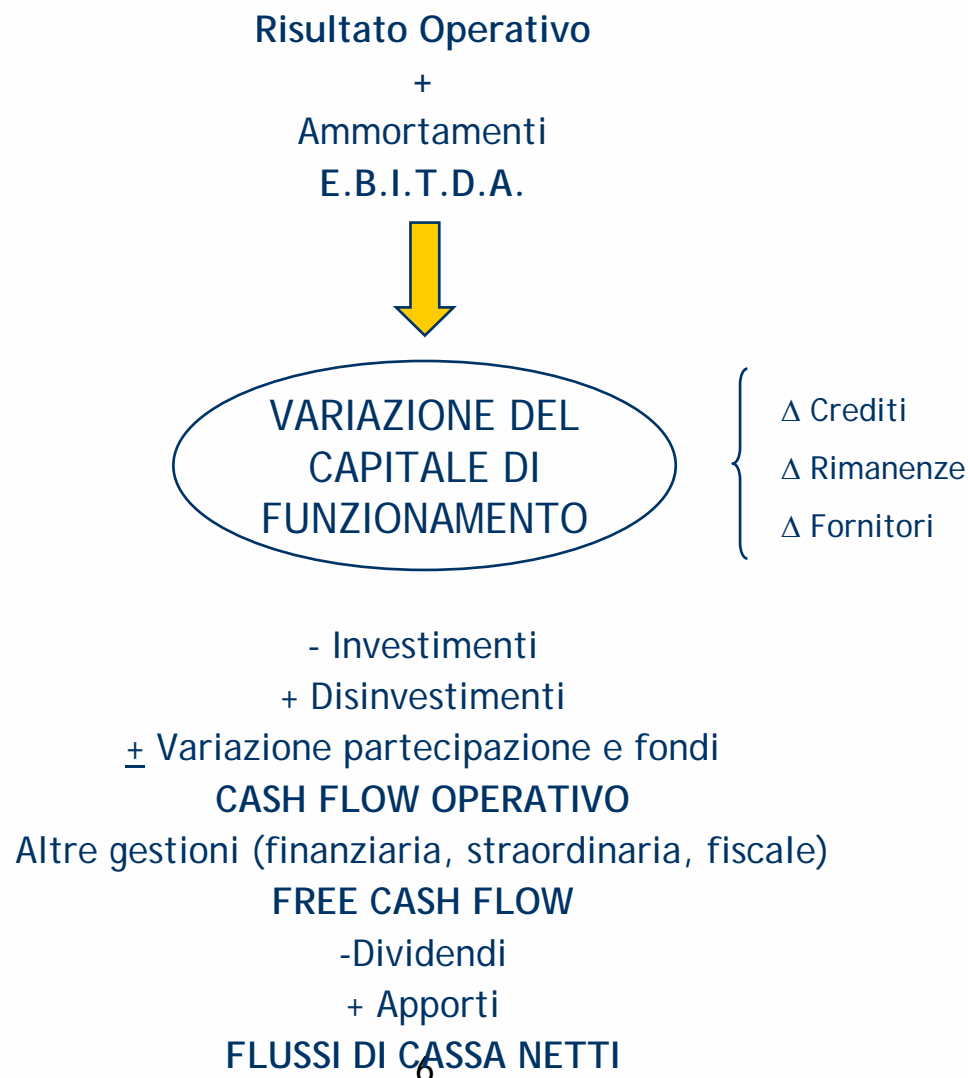 Risultato Operativo
+
Ammortamenti
E.B.I.T.D.A.
VARIAZIONE DEL
CAPITALE DI
FUNZIONAMENTO
Δ Crediti
Δ Rimanenze
Δ Fornitori
- Investimenti
+ Disinvestimenti
± Variazione partecipazione e fondi
CASH FLOW OPERATIVO
Altre gestioni (finanziaria, straordinaria, fiscale)
FREE CASH FLOW
-Dividendi
+ Apporti
FLUSSI DI CASSA NETTI
6